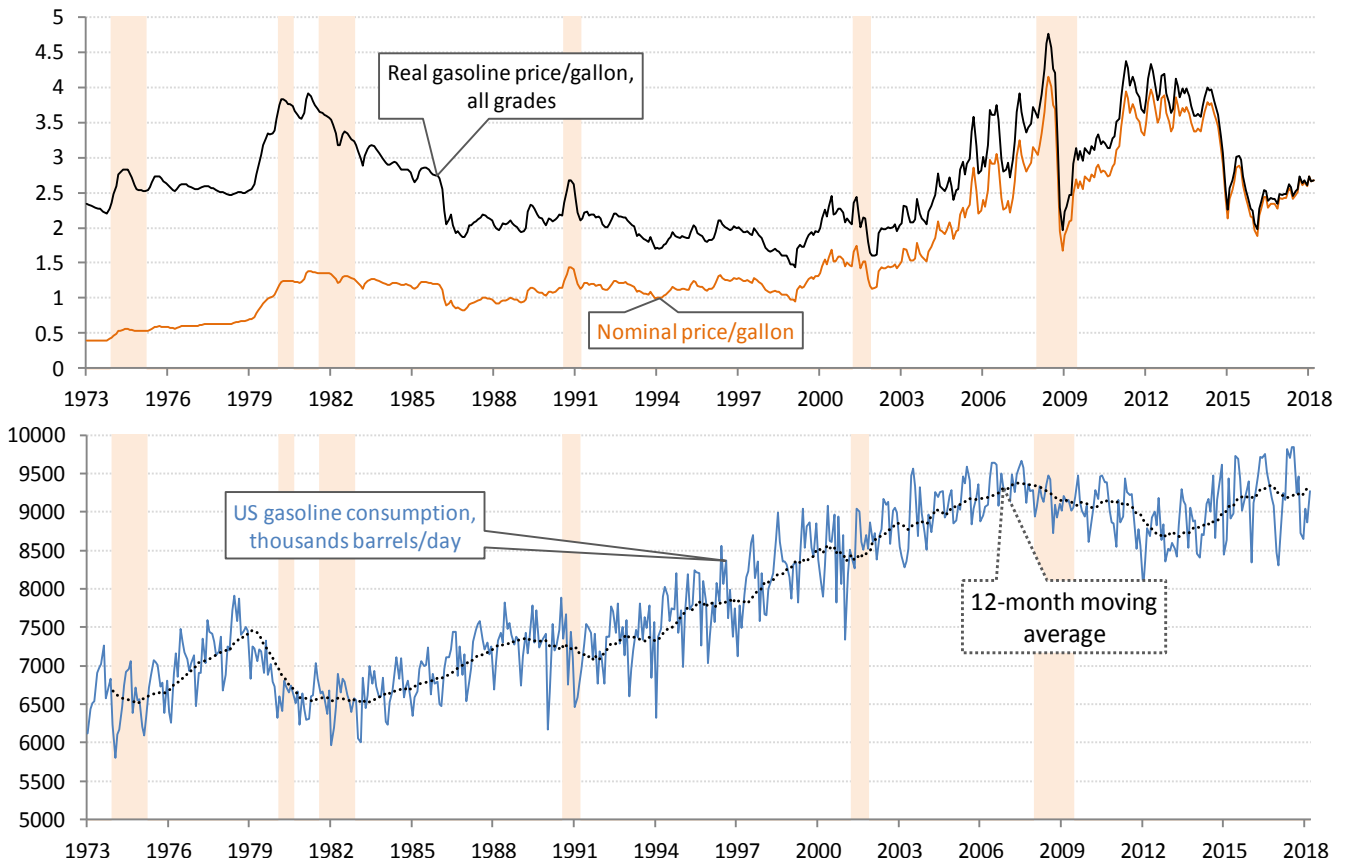 5
4.5
4
3.5
3
2.5
2
1.5
1
0.5
0
Real gasoline price/gallon,
all grades
Nominal price/gallon
1973 1976 1979 1982 1985 1988 1991 1994 1997 2000 2003 2006 2009 2012 2015 2018
10000
9500
9000
8500
8000
7500
7000
6500
6000
5500
5000
US gasoline consumption,
thousands barrels/day
12-month moving
average
1973 1976 1979 1982 1985 1988 1991 1994 1997 2000 2003 2006 2009 2012 2015 2018